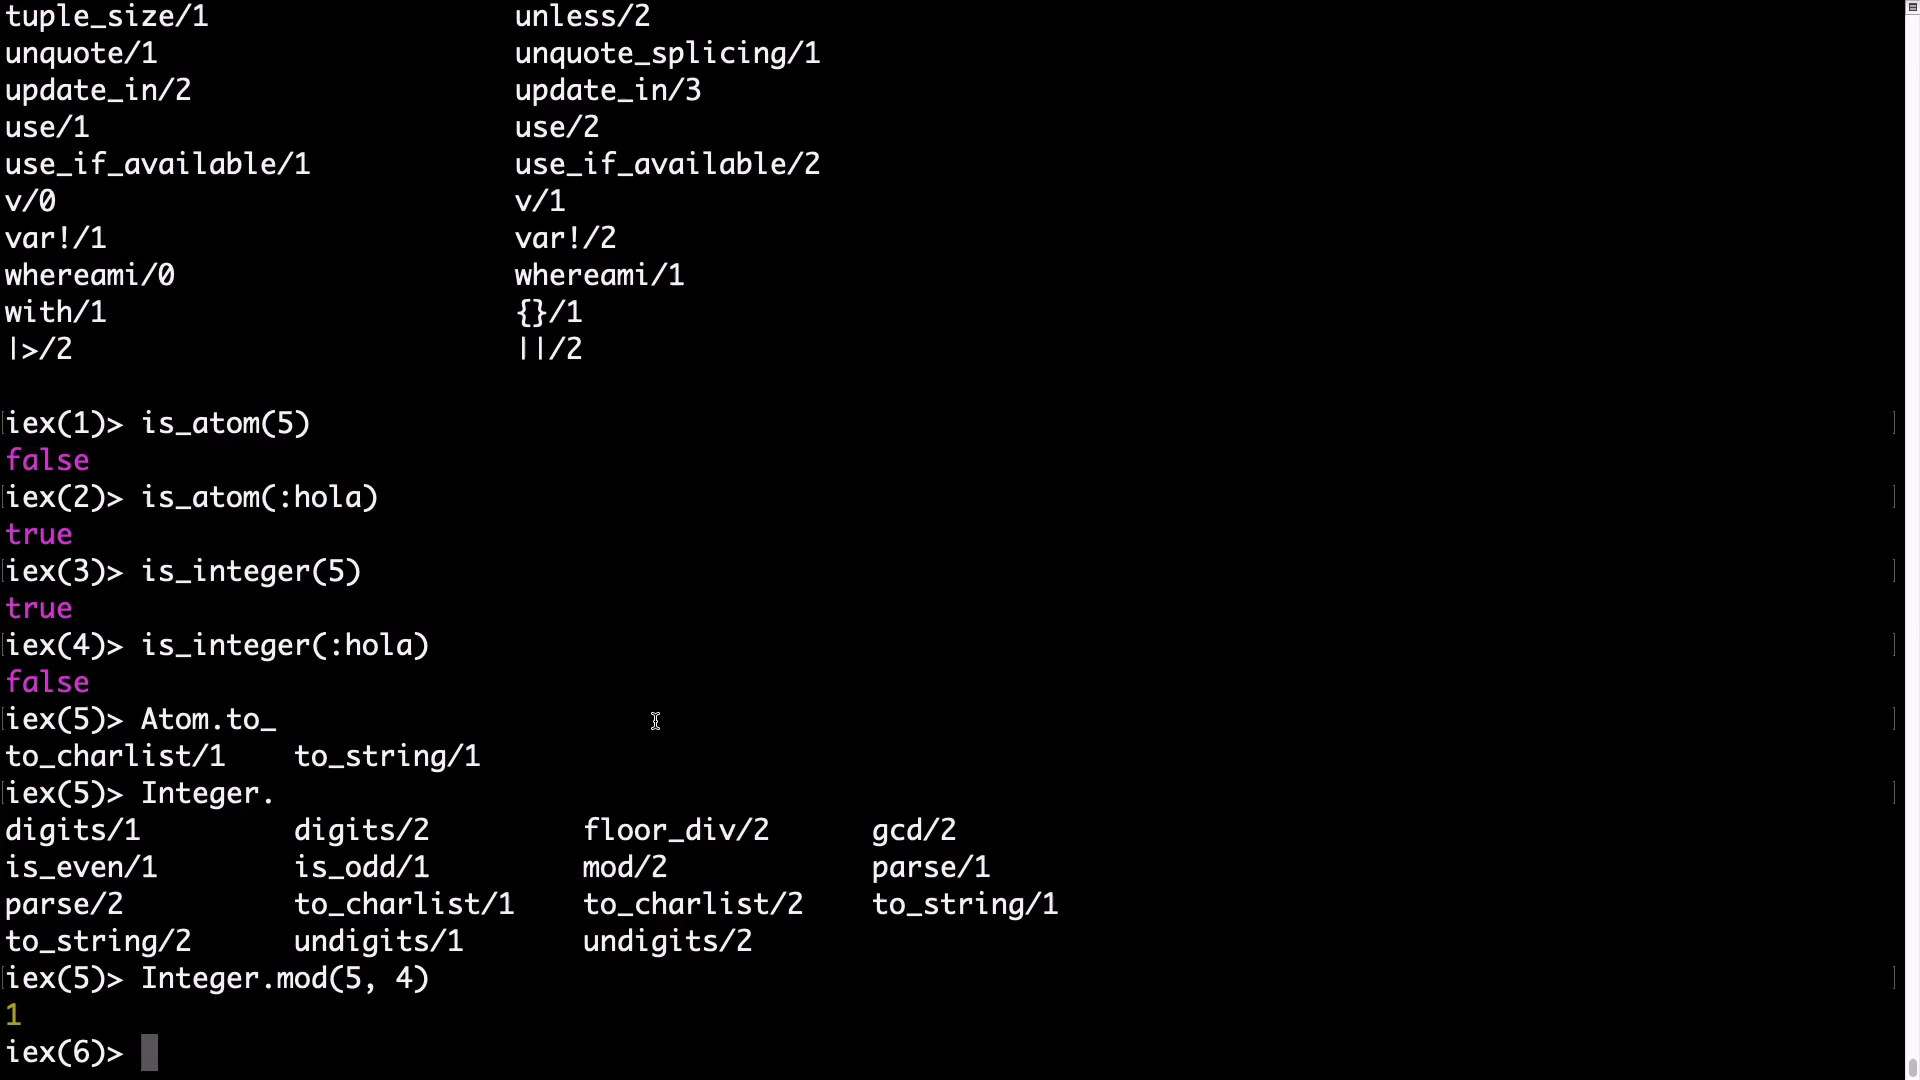 tuple_size/1 unless/2
unquote/1 unquote_splicing/1
update_in/2 update_in/3
use/1 use/2
use_if_available/1 use_if_available/2
v/0 v/1
var!/1 var!/2
whereami/0 whereami/1
with/1 {}/1
|>/2 ||/2
iex(1)> is_atom(5)
false
iex(2)> is_atom(:hola)
true
iex(3)> is_integer(5)
true
iex(4)> is_integer(:hola)
false
iex(5)> Atom.to_
to_charlist/1 to_string/1
iex(5)> Integer.
digits/1 digits/2 floor_div/2 gcd/2
is_even/1 is_odd/1 mod/2 parse/1
parse/2 to_charlist/1 to_charlist/2 to_string/1
to_string/2 undigits/1 undigits/2
iex(5)> Integer.mod(5, 4)
1
iex(6)>